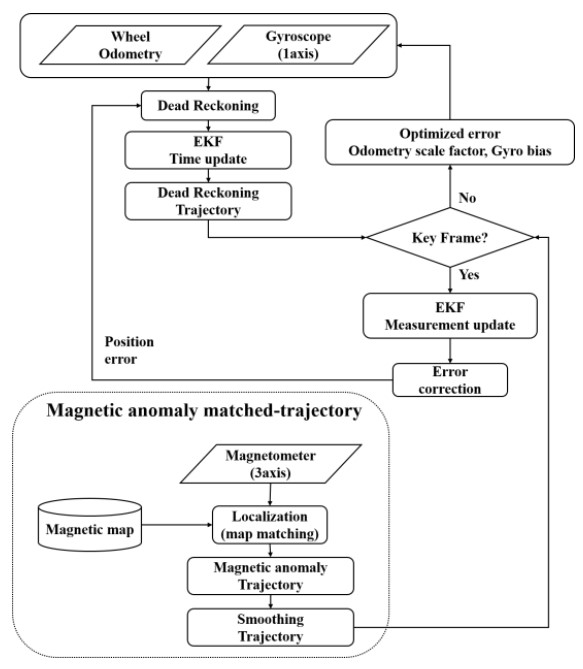 Wheel
Odometry
Gyroscope
(1axis)
Dead Reckoning
EKF
Time update
Optimized error
Odometry scale factor, Gyro bias
Dead Reckoning
Trajectory
No
Key Frame?
Yes
EKF
Measurement update
Position
error
Error
correction
Magnetic anomaly matched-trajectory
Magnetometer
(3axis)
Magnetic map
Localization
(map matching)
Magnetic anomaly
Trajectory
Smoothing
Trajectory